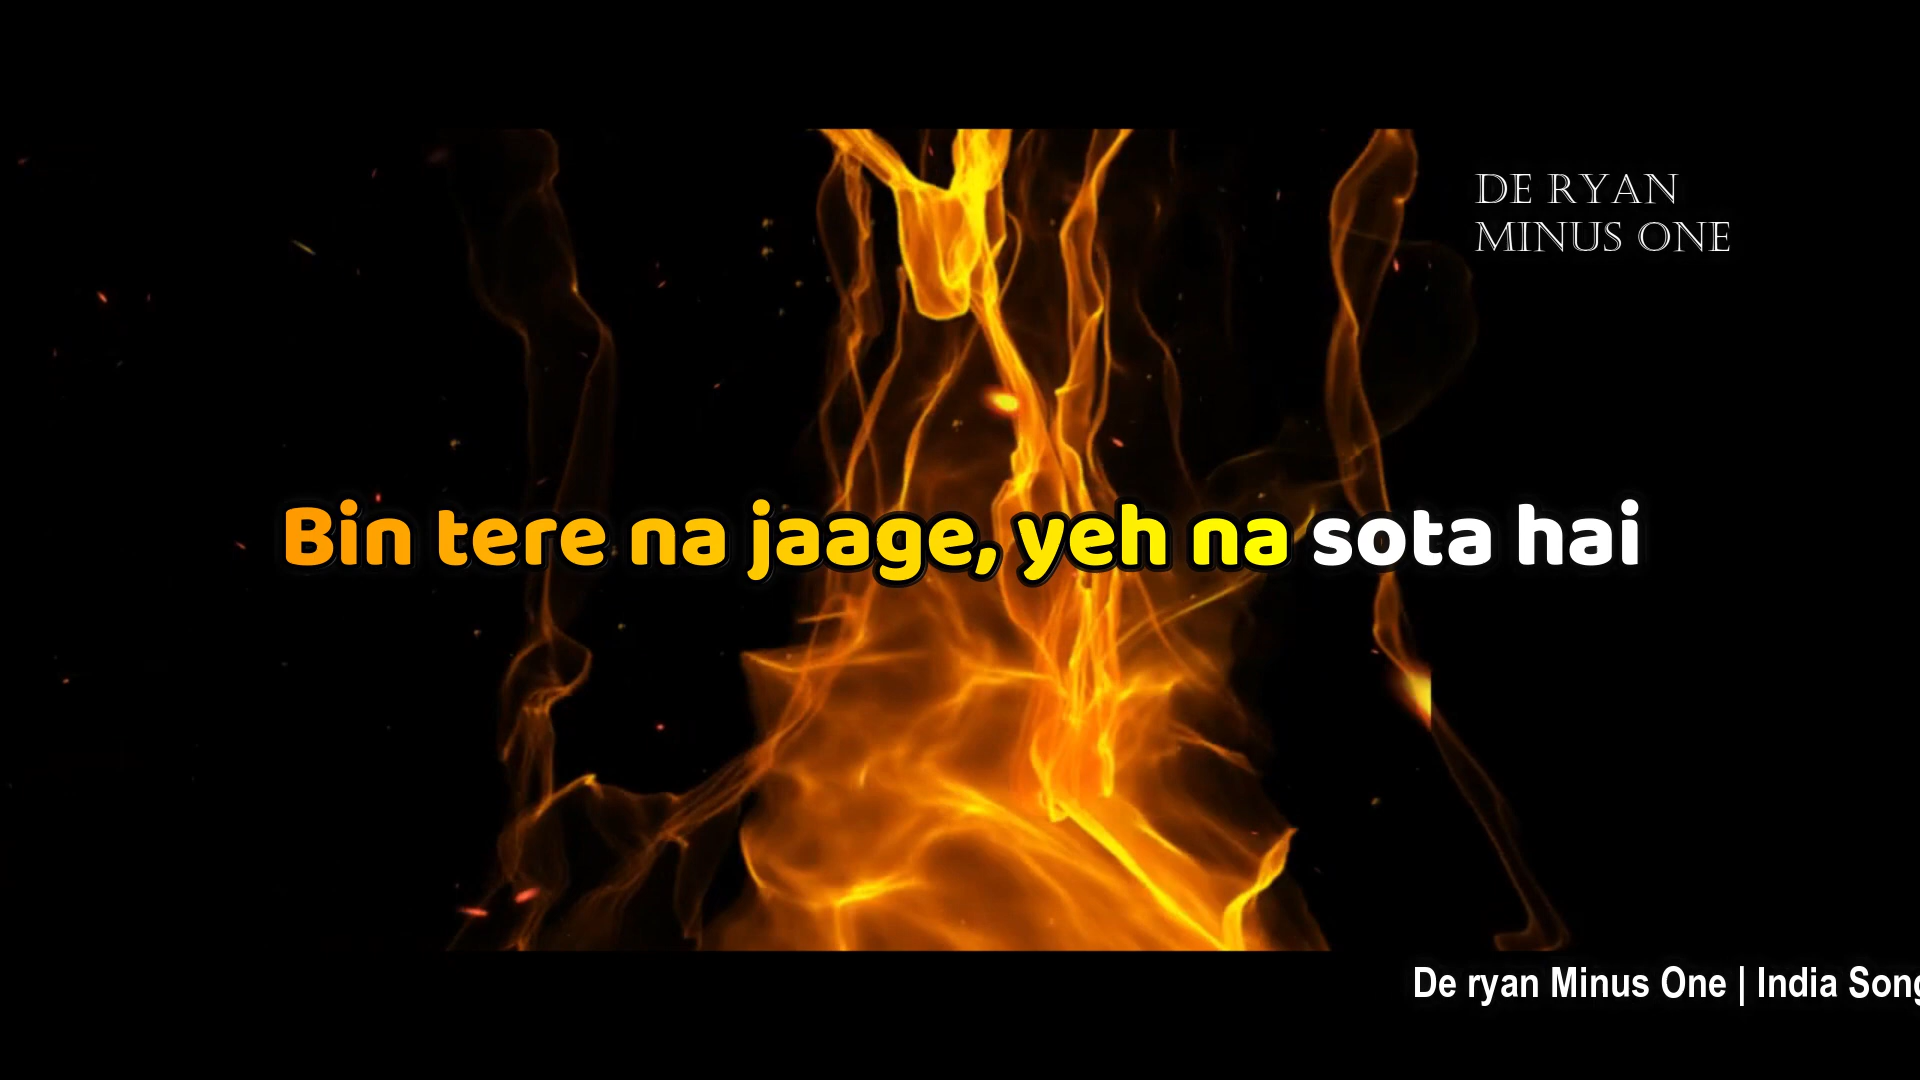 DE RYAN
MINUS ONE
Bin tere na jaage, yeh na sota hai
De ryan Minus One | India Song